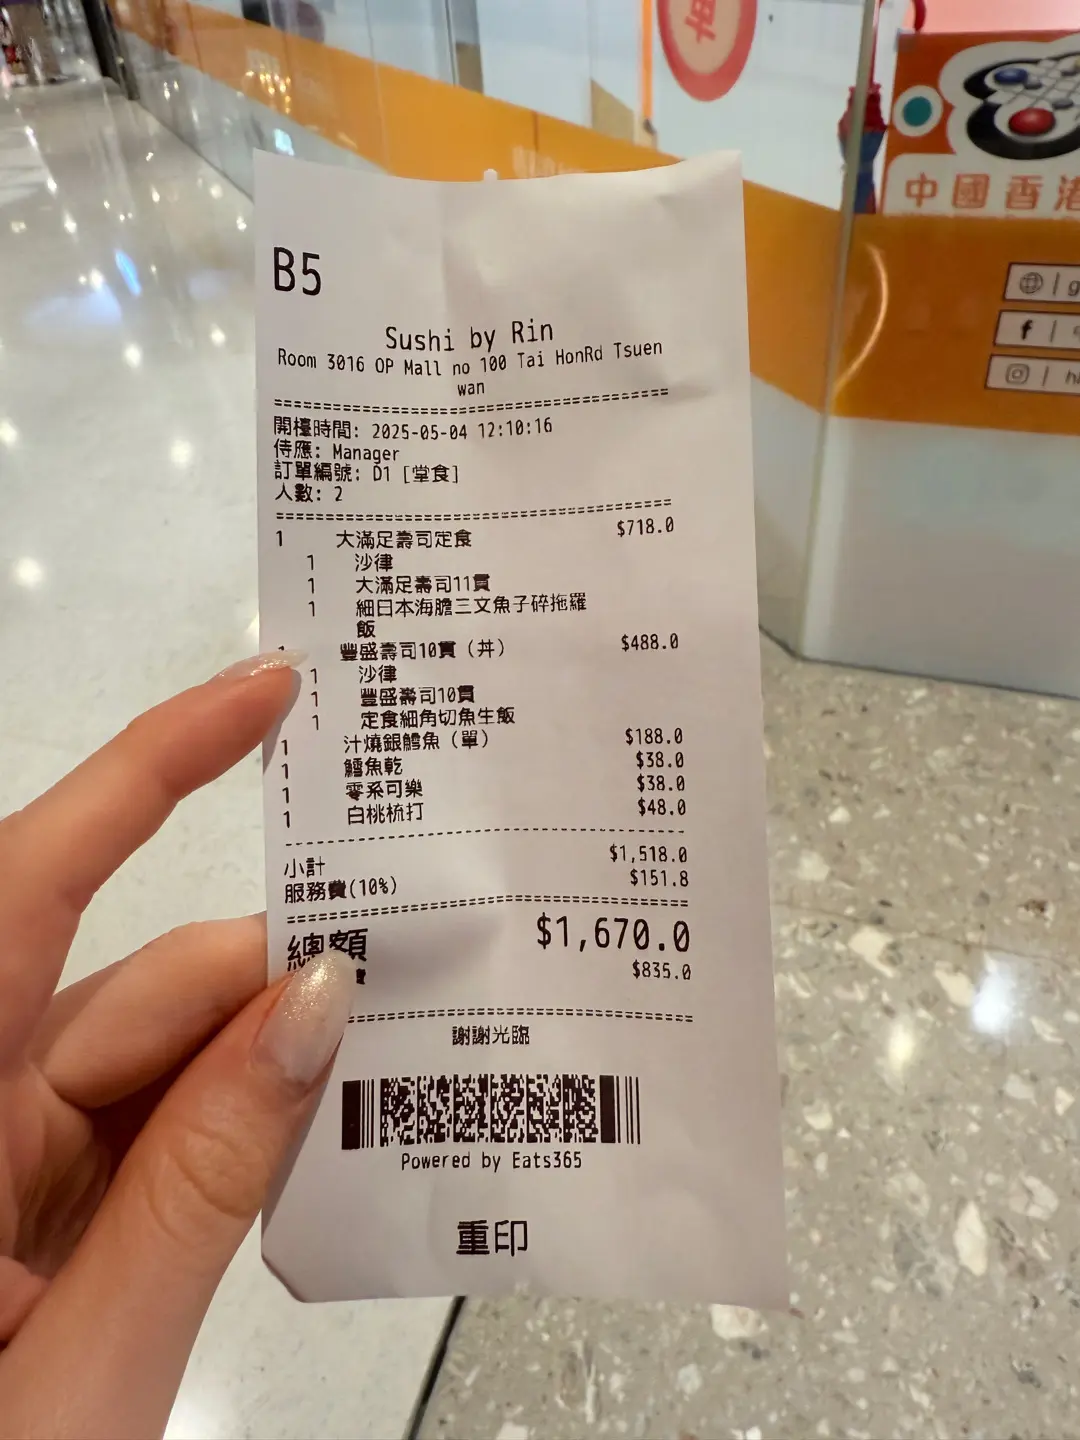 中國香港
f
B5
Sushi by Rin
Room 3016 OP Mall no 100 Tai HonRd Tsuen
wan
開檯時間: 2025-05-04 12:10:16
侍應: Manager
訂單編號: D1 [堂食]
人數: 2
1 大滿足壽司定食 $718.0
1 沙律
1 大滿足壽司11貫
1 細日本海膽三文魚子碎拖羅
飯
豐盛壽司10貫 (丼) $488.0
1 沙律
1 豐盛壽司10貫
1 定食細角切魚生飯
1 汁燒銀鱈魚 (單) $188.0
1 鱈魚乾 $38.0
1 零系可樂 $38.0
1 白桃梳打 $48.0
小計 $1,518.0
服務費(10%) $151.8
總額 $1,670.0
$835.0
謝謝光臨
Powered by Eats365
重印